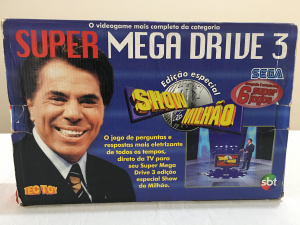 O videogame mais completo da categoria
SUPER MEGA DRIVE 3
SEGA
Edição especial
6
SHOW
DO
MILHÃO
O jogo de perguntas e
respostas mais eletrizante
de todos os tempos,
direto da TV para
seu Super Mega
Drive 3 edição
especial Show
do Milhão.
TECTOY
sbt